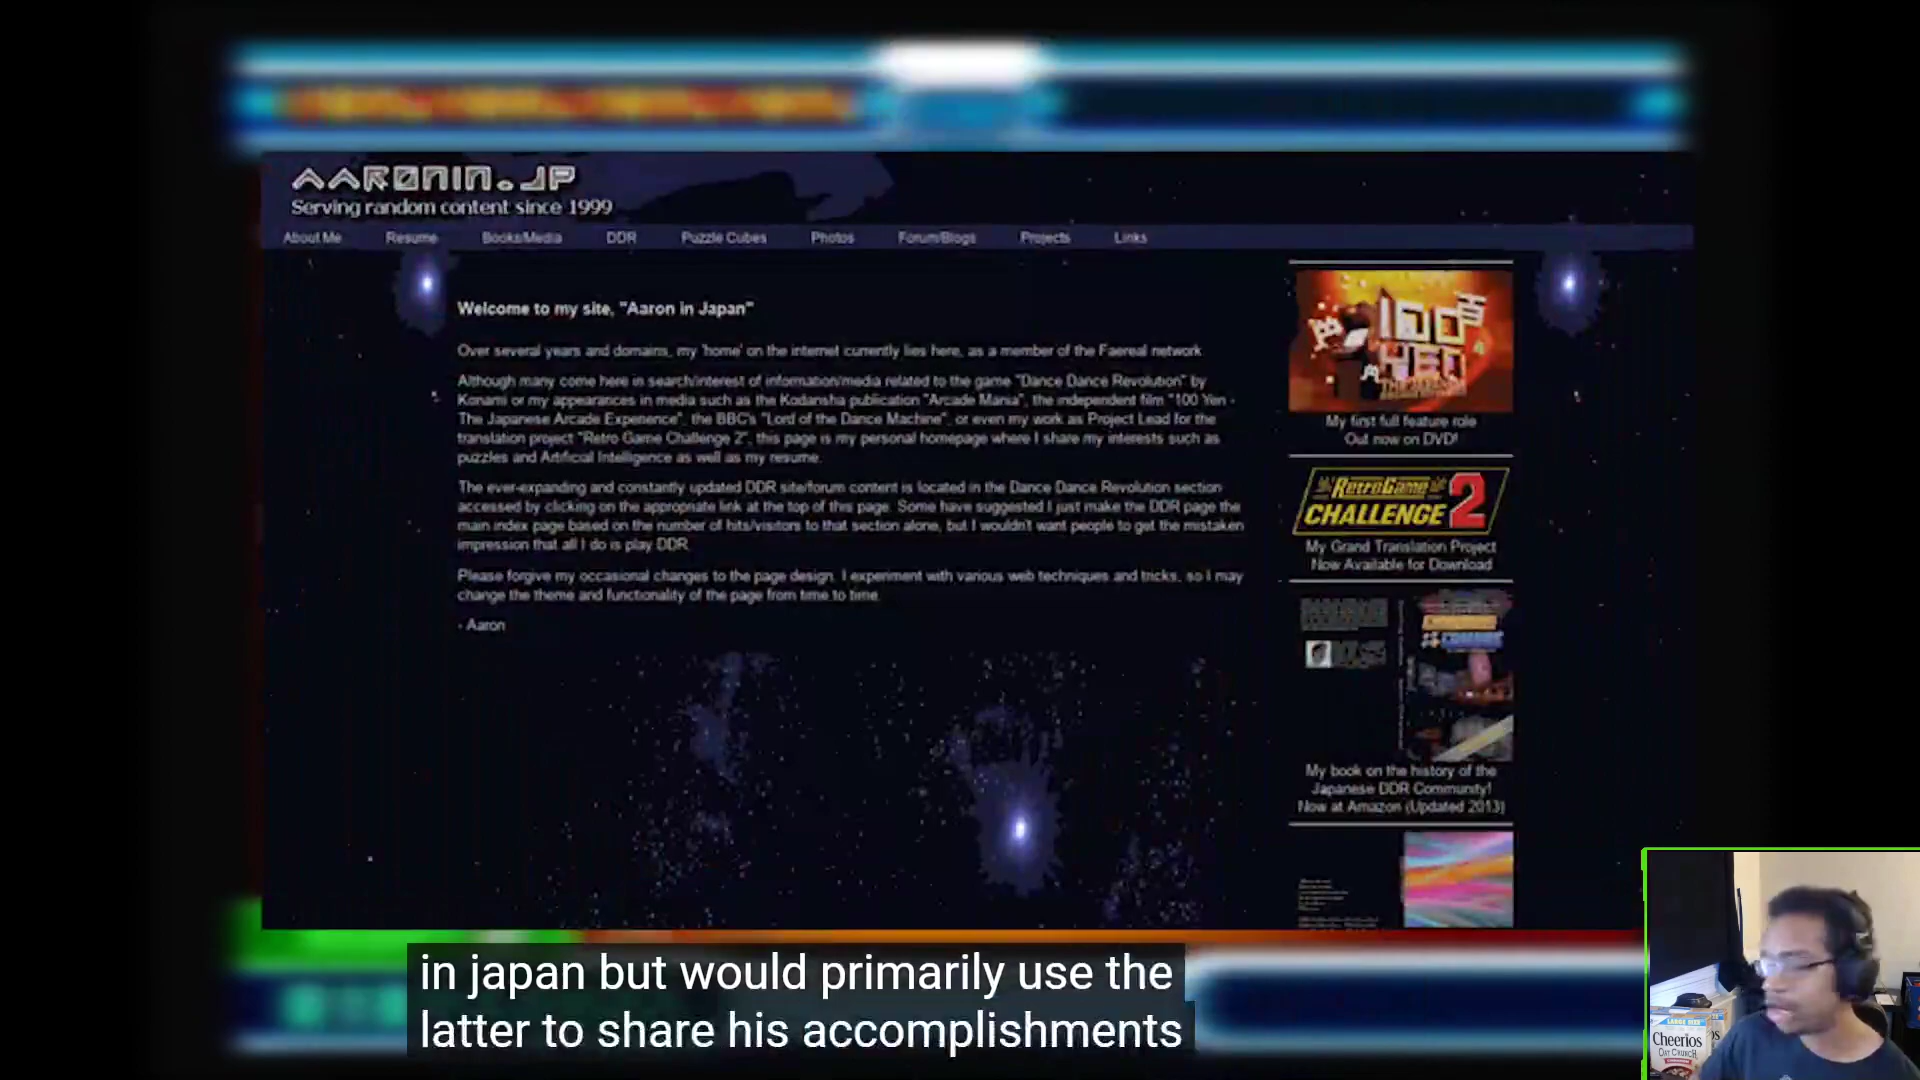 AARONIN.JP
Serving random content since 1999
About Me Resume Books/Media DDR Puzzle Cubes Photos Forum/Blogs Projects Links
Welcome to my site, "Aaron in Japan"
Over several years and domains, my 'home' on the internet currently lies here, as a member of the Faereal network
Although many come here in search/interest of information/media related to the game "Dance Dance Revolution" by
Konami or my appearances in media such as the Kodansha publication "Arcade Mania", the independent film "100 Yen -
The Japanese Arcade Experience", the BBC's "Lord of the Dance Machine", or even my work as Project Lead for the
translation project "Retro Game Challenge 2", this page is my personal homepage where I share my interests such as
puzzles and Artificial Intelligence as well as my resume.
The ever-expanding and constantly updated DDR site/forum content is located in the Dance Dance Revolution section
accessed by clicking on the appropriate link at the top of this page. Some have suggested I just make the DDR page the
main index page based on the number of hits/visitors to that section alone, but I wouldn't want people to get the mistaken
impression that all I do is play DDR.
Please forgive my occasional changes to the page design. I experiment with various web techniques and tricks, so I may
change the theme and functionality of the page from time to time.
- Aaron
100
YEN
My first full feature role
Out now on DVD!
RetroGame
CHALLENGE 2
My Grand Translation Project
Now Available for Download
My book on the history of the
Japanese DDR Community!
Now at Amazon (Updated 2013)
in japan but would primarily use the
latter to share his accomplishments
LARGE SIZE
Cheerios
OAT CRUNCH